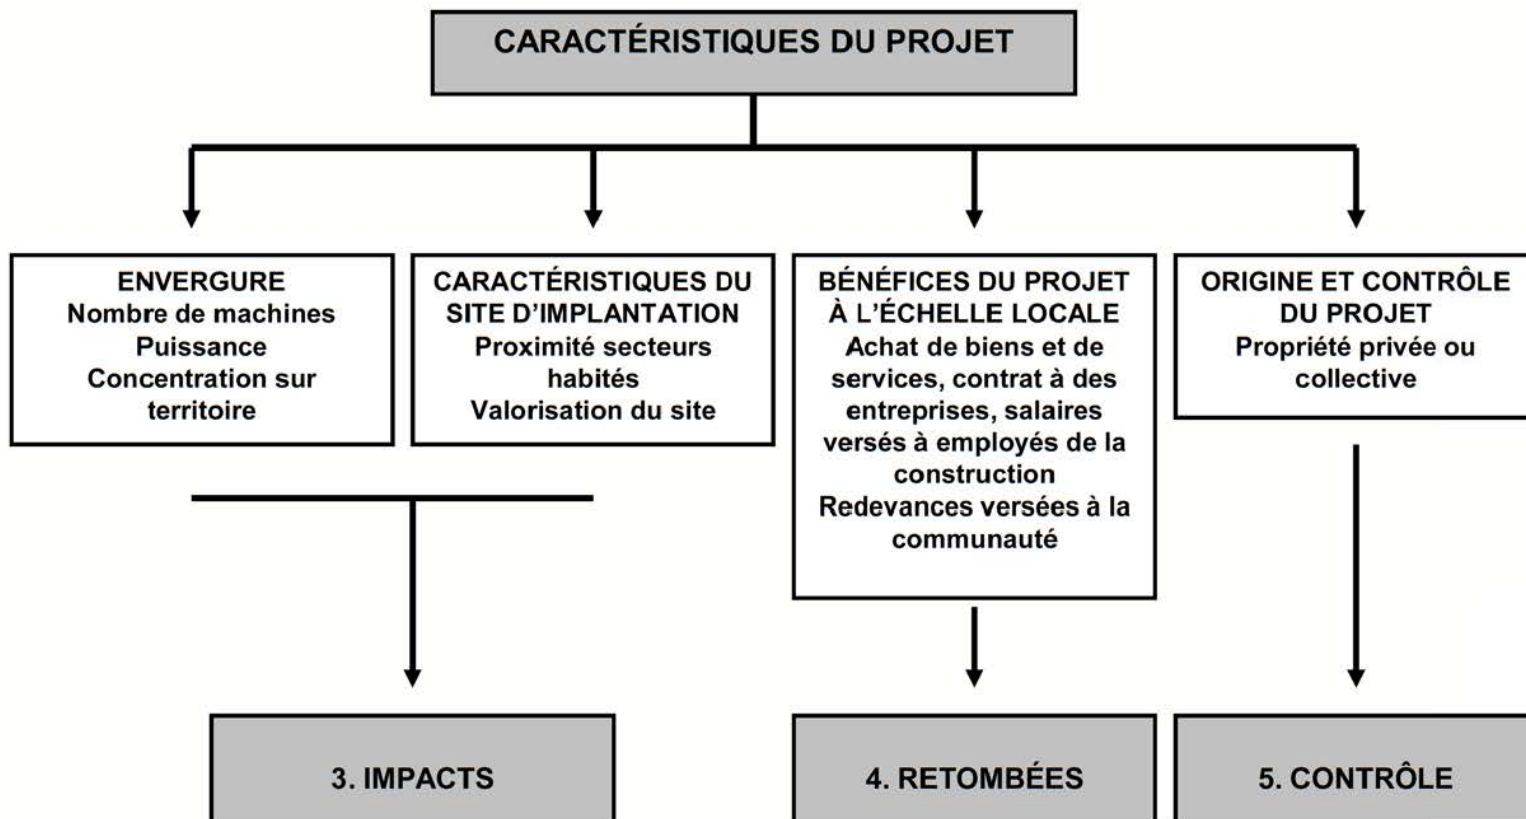 CARACTÉRISTIQUES DU PROJET
ENVERGURE
Nombre de machines
Puissance
Concentration sur
territoire
CARACTÉRISTIQUES DU
SITE D'IMPLANTATION
Proximité secteurs
habités
Valorisation du site
BÉNÉFICES DU PROJET
À L'ÉCHELLE LOCALE
Achat de biens et de
services, contrat à des
entreprises, salaires
versés à employés de la
construction
Redevances versées à la
communauté
ORIGINE ET CONTRÔLE
DU PROJET
Propriété privée ou
collective
3. IMPACTS
4. RETOMBÉES
5. CONTRÔLE